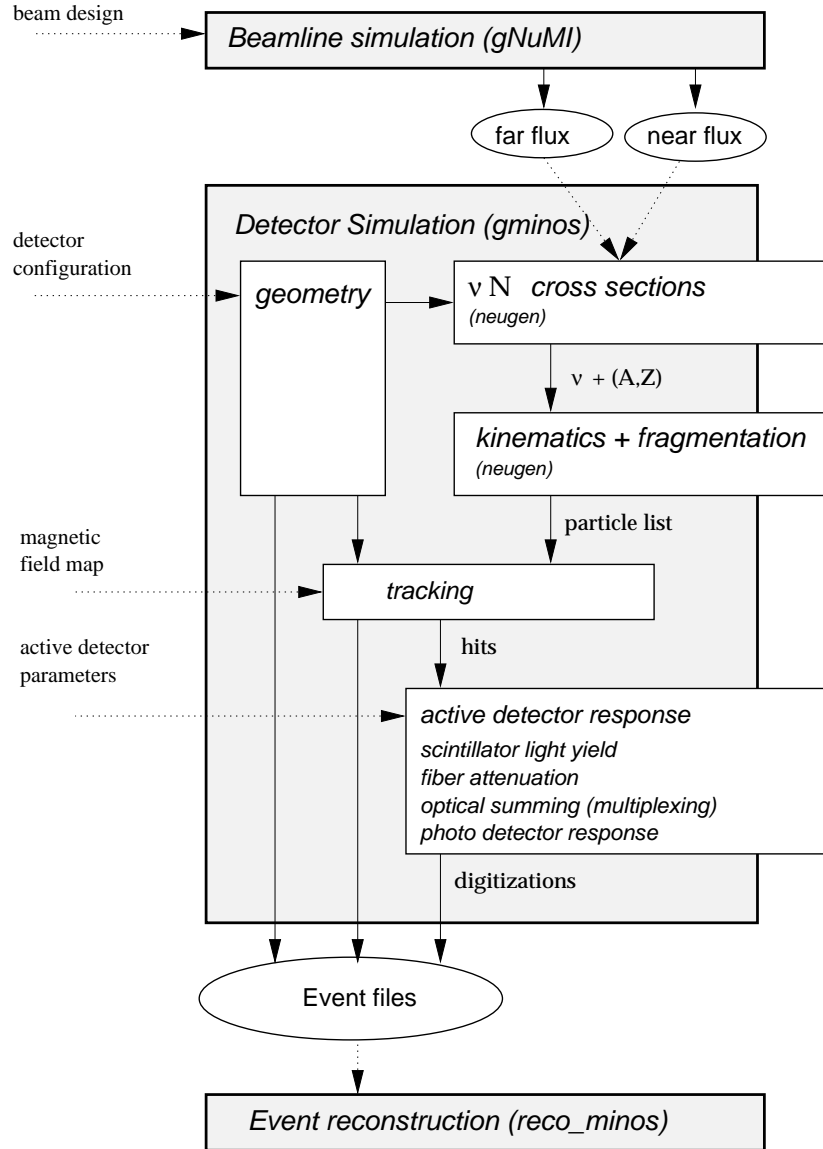 beam design
Beamline simulation (gNuMI)
far flux
near flux
Detector Simulation (gminos)
detector
configuration
geometry
ν N cross sections
(neugen)
ν + (A,Z)
kinematics + fragmentation
(neugen)
particle list
magnetic
field map
tracking
hits
active detector
parameters
active detector response
scintillator light yield
fiber attenuation
optical summing (multiplexing)
photo detector response
digitizations
Event files
Event reconstruction (reco_minos)